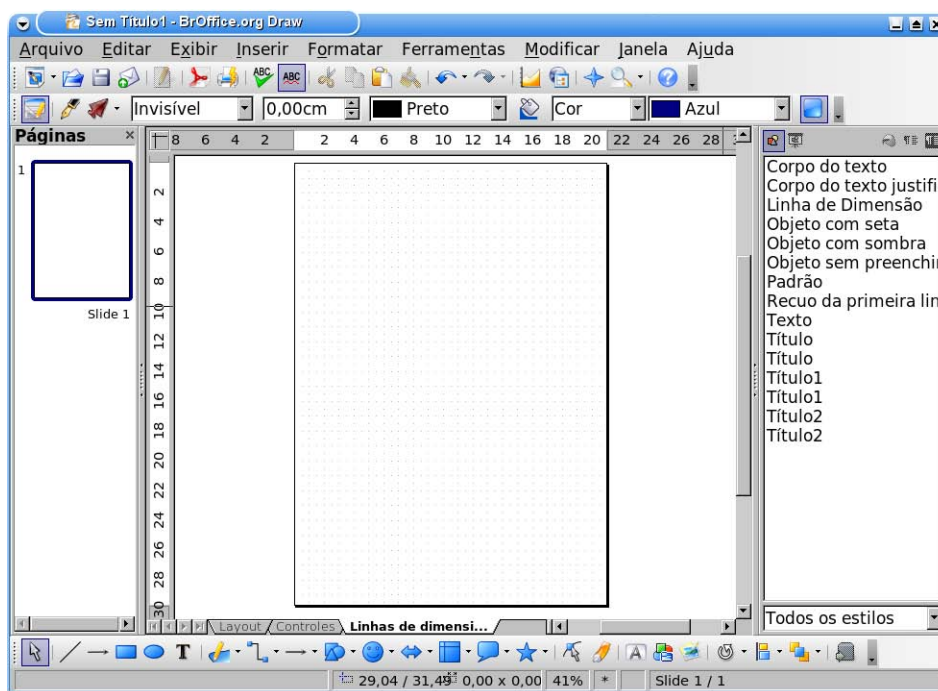 Sem Título1 - BrOffice.org Draw
Arquivo Editar Exibir Inserir Formatar Ferramentas Modificar Janela Ajuda
ABC ABC
Invisível 0,00cm Preto Cor Azul
Páginas
8 6 4 2 2 4 6 8 10 12 14 16 18 20 22 24 26 28
1
Slide 1
2
4
6
8
10
12
14
16
18
20
22
24
26
28
30
Corpo do texto
Corpo do texto justifi
Linha de Dimensão
Objeto com seta
Objeto com sombra
Objeto sem preenchi
Padrão
Recuo da primeira lin
Texto
Título
Título
Título1
Título1
Título2
Título2
Todos os estilos
Layout Controles Linhas de dimensi...
T A
29,04 / 31,49 0,00 x 0,00 41% * Slide 1 / 1